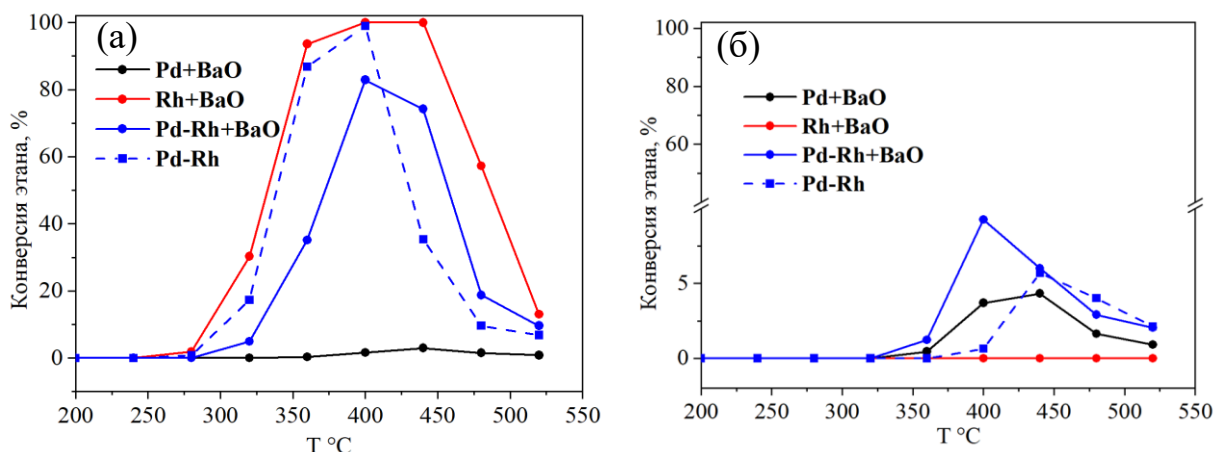 (а)
Конверсия этана, %
100
80
60
40
20
0
Pd+BaO
Rh+BaO
Pd-Rh+BaO
Pd-Rh
200 250 300 350 400 450 500 550
T °C
(б)
Конверсия этана, %
100
80
60
5
0
Pd+BaO
Rh+BaO
Pd-Rh+BaO
Pd-Rh
200 250 300 350 400 450 500 550
T °C